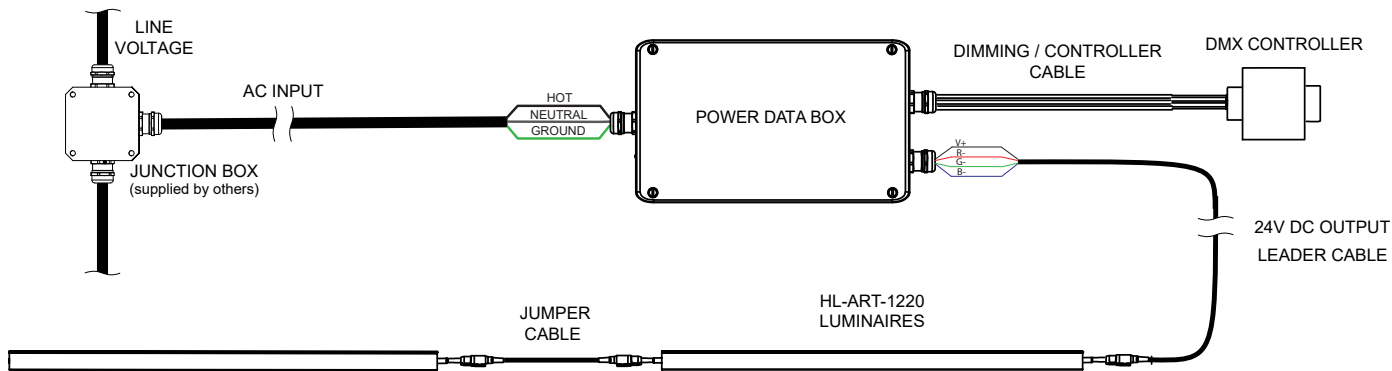 LINE
VOLTAGE
AC INPUT
JUNCTION BOX
(supplied by others)
HOT
NEUTRAL
GROUND
POWER DATA BOX
DIMMING / CONTROLLER
CABLE
DMX CONTROLLER
V+
R-
G-
B-
24V DC OUTPUT
LEADER CABLE
JUMPER
CABLE
HL-ART-1220
LUMINAIRES